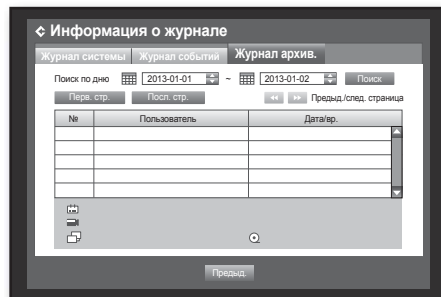 Информация о журнале
Журнал системы Журнал событий Журнал архив.
Поиск по дню 2013-01-01 ~ 2013-01-02 Поиск
Перв. стр. Посл. стр. Предыд./след. страница
№ Пользователь Дата/вр.
Предыд.